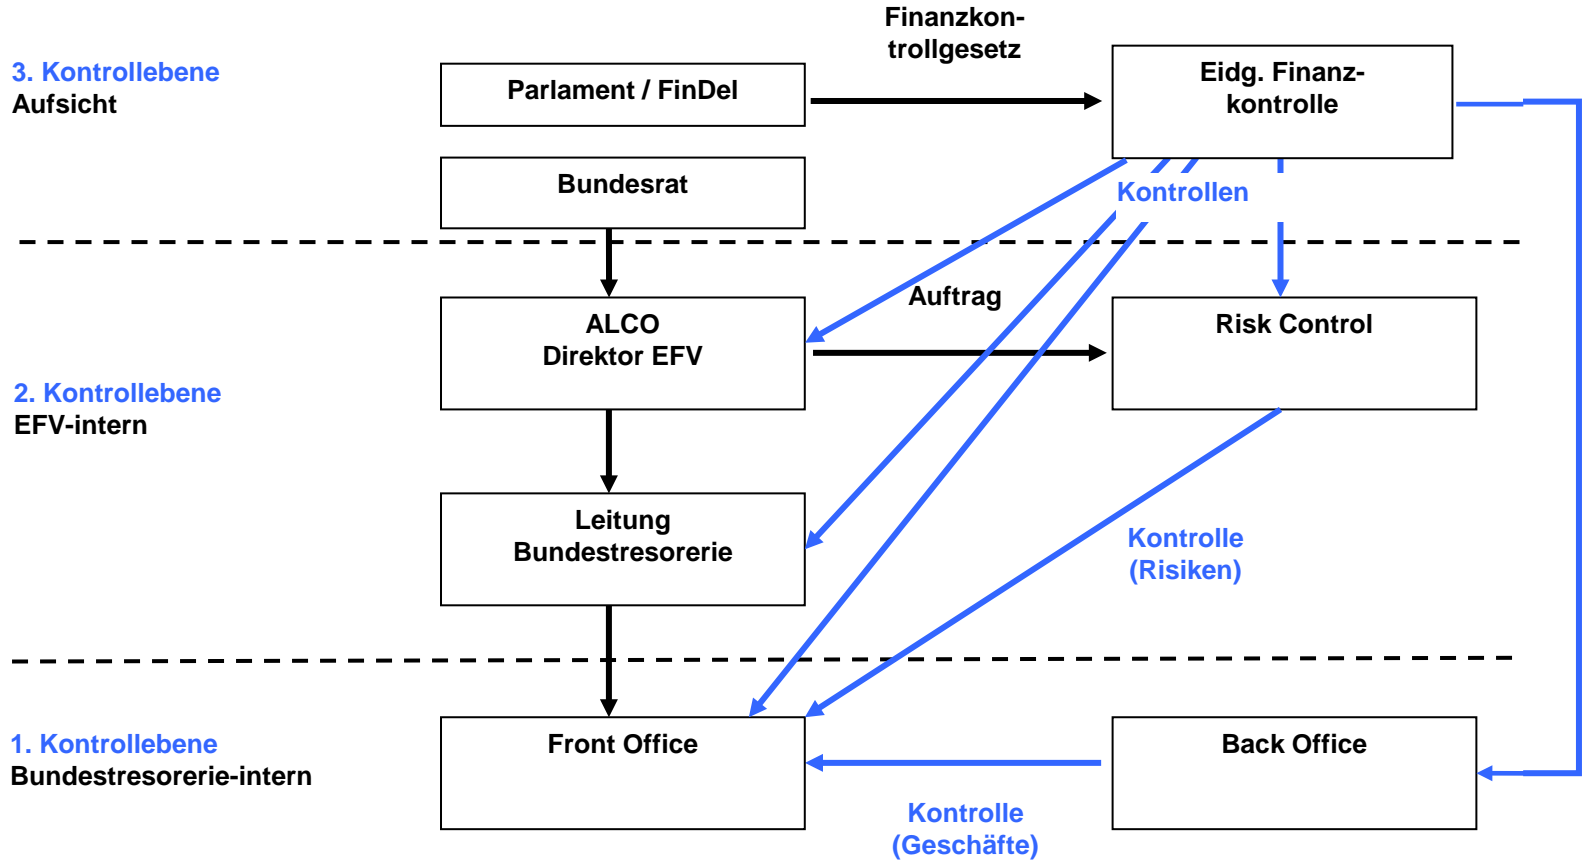 Finanzkon-
trollgesetz
3. Kontrollebene
Aufsicht
Parlament / FinDel
Eidg. Finanz-
kontrolle
Bundesrat
Kontrollen
2. Kontrollebene
EFV-intern
ALCO
Direktor EFV
Auftrag
Risk Control
Leitung
Bundestresorerie
Kontrolle
(Risiken)
1. Kontrollebene
Bundestresorerie-intern
Front Office
Back Office
Kontrolle
(Geschäfte)